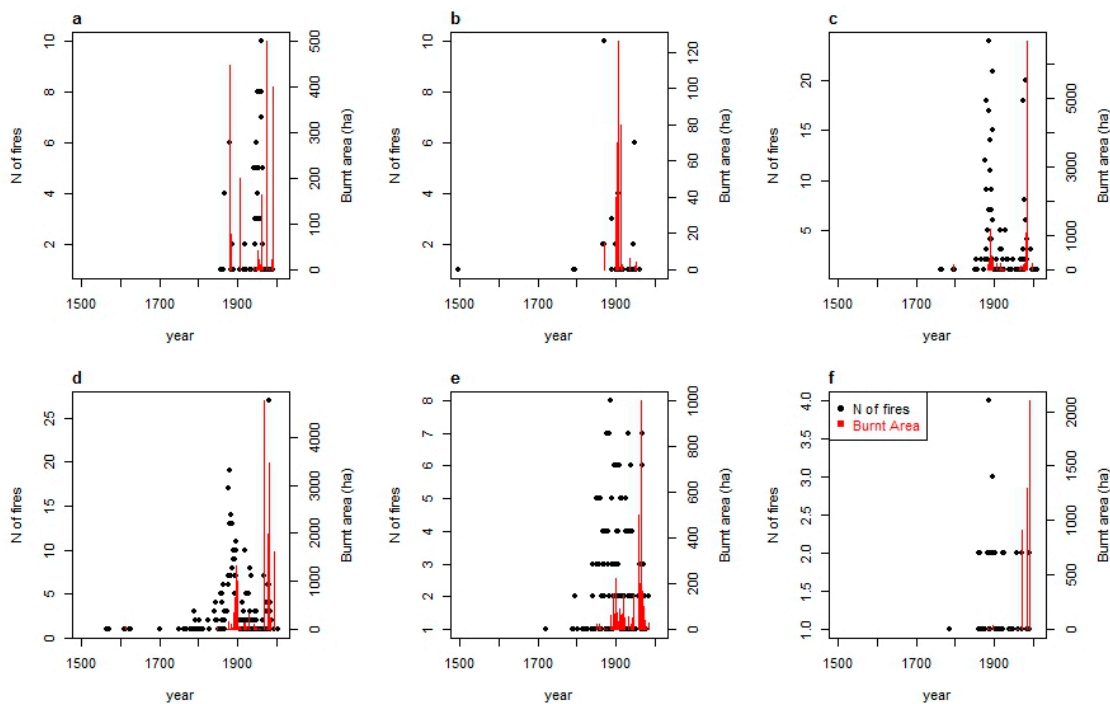 a
N of fires
2 4 6 8 10
0 100 200 300 400 500
Burnt area (ha)
1500 1700 1900
year
b
N of fires
2 4 6 8 10
0 20 40 60 80 100 120
Burnt area (ha)
1500 1700 1900
year
c
N of fires
5 10 15 20
0 1000 3000 5000
Burnt area (ha)
1500 1700 1900
year
d
N of fires
0 5 10 15 20 25
0 1000 2000 3000 4000
Burnt area (ha)
1500 1700 1900
year
e
N of fires
1 2 3 4 5 6 7 8
0 200 400 600 800 1000
Burnt area (ha)
1500 1700 1900
year
f
N of fires
Burnt Area
N of fires
1.0 1.5 2.0 2.5 3.0 3.5 4.0
0 500 1000 1500 2000
Burnt area (ha)
1500 1700 1900
year